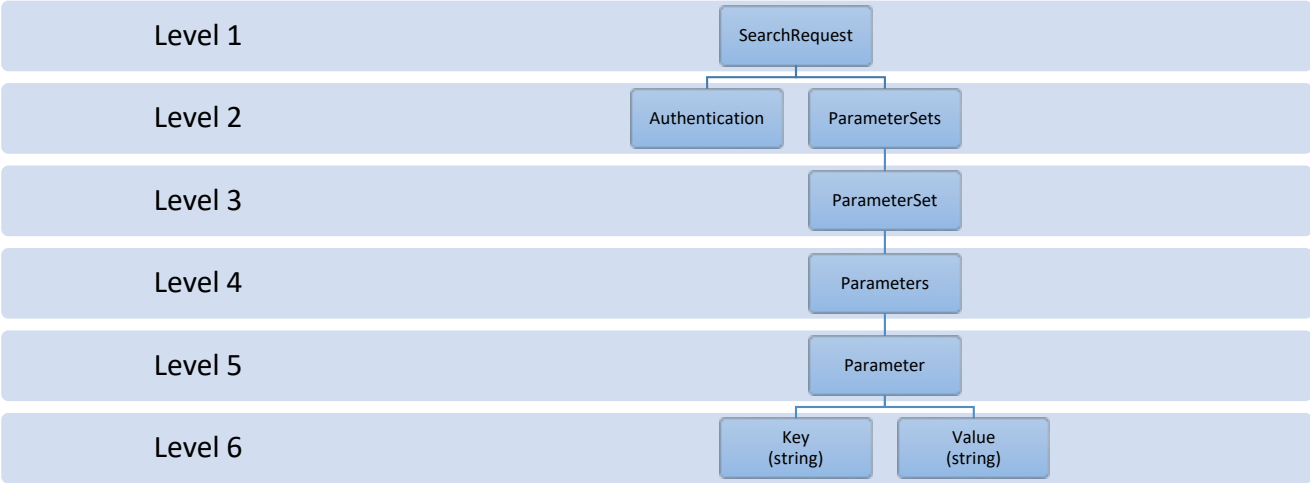 Level 1
SearchRequest
Level 2
Authentication
ParameterSets
Level 3
ParameterSet
Level 4
Parameters
Level 5
Parameter
Level 6
Key
(string)
Value
(string)